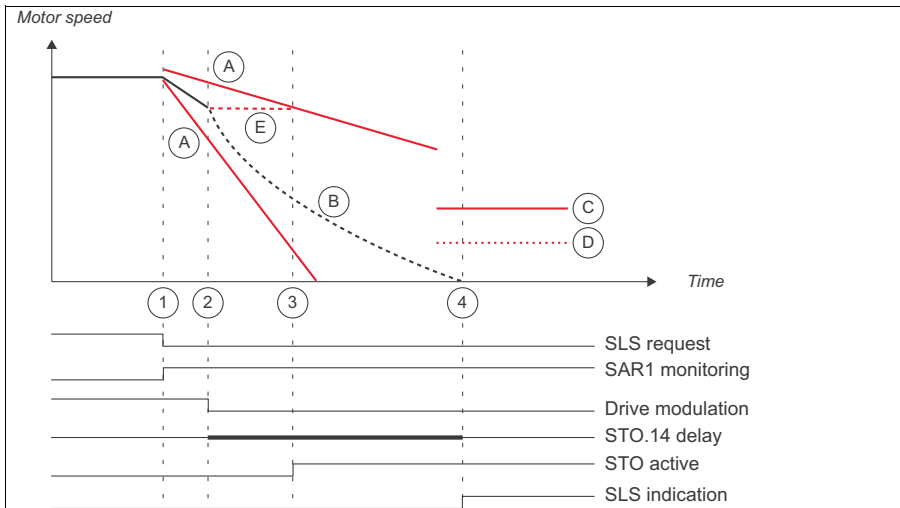 Motor speed
A
E
A
B
C
D
Time
1 2 3 4
SLS request
SAR1 monitoring
Drive modulation
STO.14 delay
STO active
SLS indication